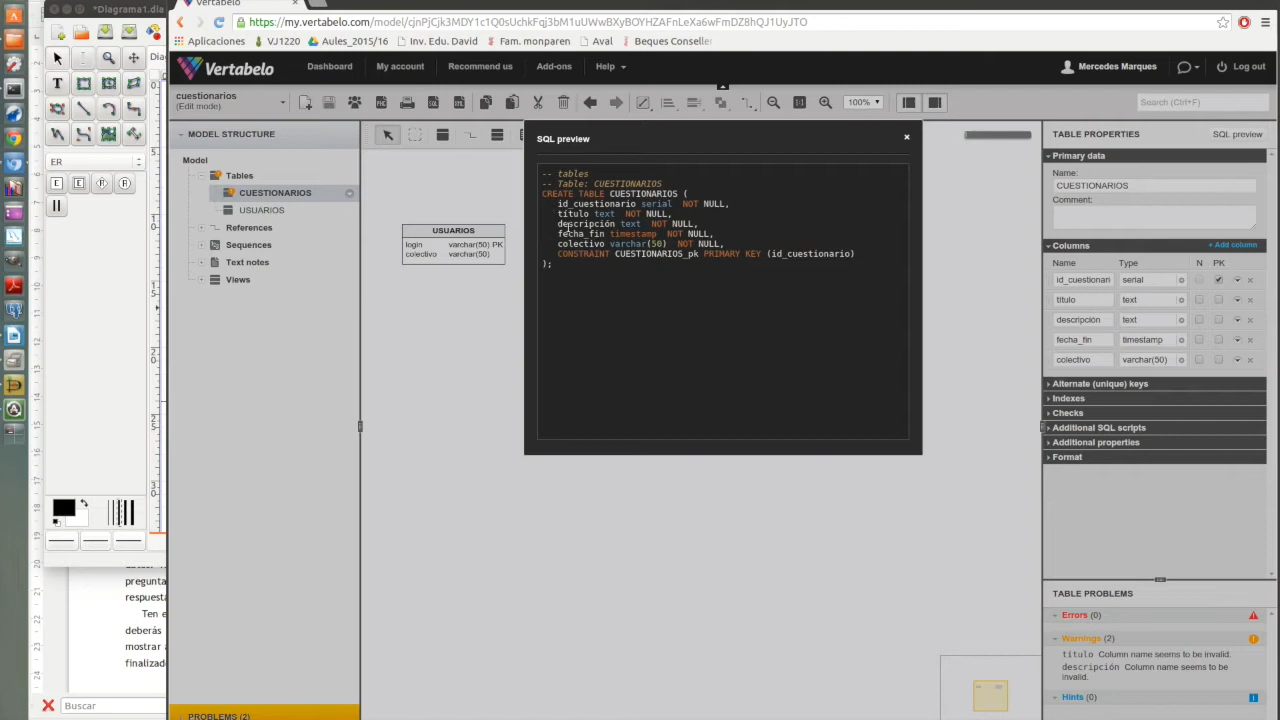 *Diagrama1.dia
Vertabelo
https://my.vertabelo.com/model/cjnPjCjk3MDY1c1Q0sUchkFqj3bM1uUWwBXyBOYHZAFnLeXa6wFmDZ8hQJ1UyJTO
Aplicaciones VJ1220 Aules_2015/16 Inv. Edu. David Fam. monparen Aval Beques Conseller
Vertabelo Dashboard My account Recommend us Add-ons Help Mercedes Marques Log out
cuestionarios
(Edit mode)
100%
Search (Ctrl+F)
MODEL STRUCTURE
Model
Tables
CUESTIONARIOS
USUARIOS
References
Sequences
Text notes
Views
PROBLEMS (2)
ER
USUARIOS
login varchar(50) PK
colectivo varchar(50)
SQL preview
-- tables
-- Table: CUESTIONARIOS
CREATE TABLE CUESTIONARIOS (
id_cuestionario serial NOT NULL,
título text NOT NULL,
descripción text NOT NULL,
fecha_fin timestamp NOT NULL,
colectivo varchar(50) NOT NULL,
CONSTRAINT CUESTIONARIOS_pk PRIMARY KEY (id_cuestionario)
);
TABLE PROPERTIES SQL preview
Primary data
Name:
CUESTIONARIOS
Comment:
Columns + Add column
Name Type N PK
id_cuestionari serial
título text
descripción text
fecha_fin timestamp
colectivo varchar(50)
Alternate (unique) keys
Indexes
Checks
Additional SQL scripts
Additional properties
Format
TABLE PROBLEMS
Errors (0)
Warnings (2)
título Column name seems to be invalid.
descripción Column name seems to be
invalid.
Hints (0)
pregunta
respuesta
Ten e
deberás
mostrar a
finalizado
Buscar